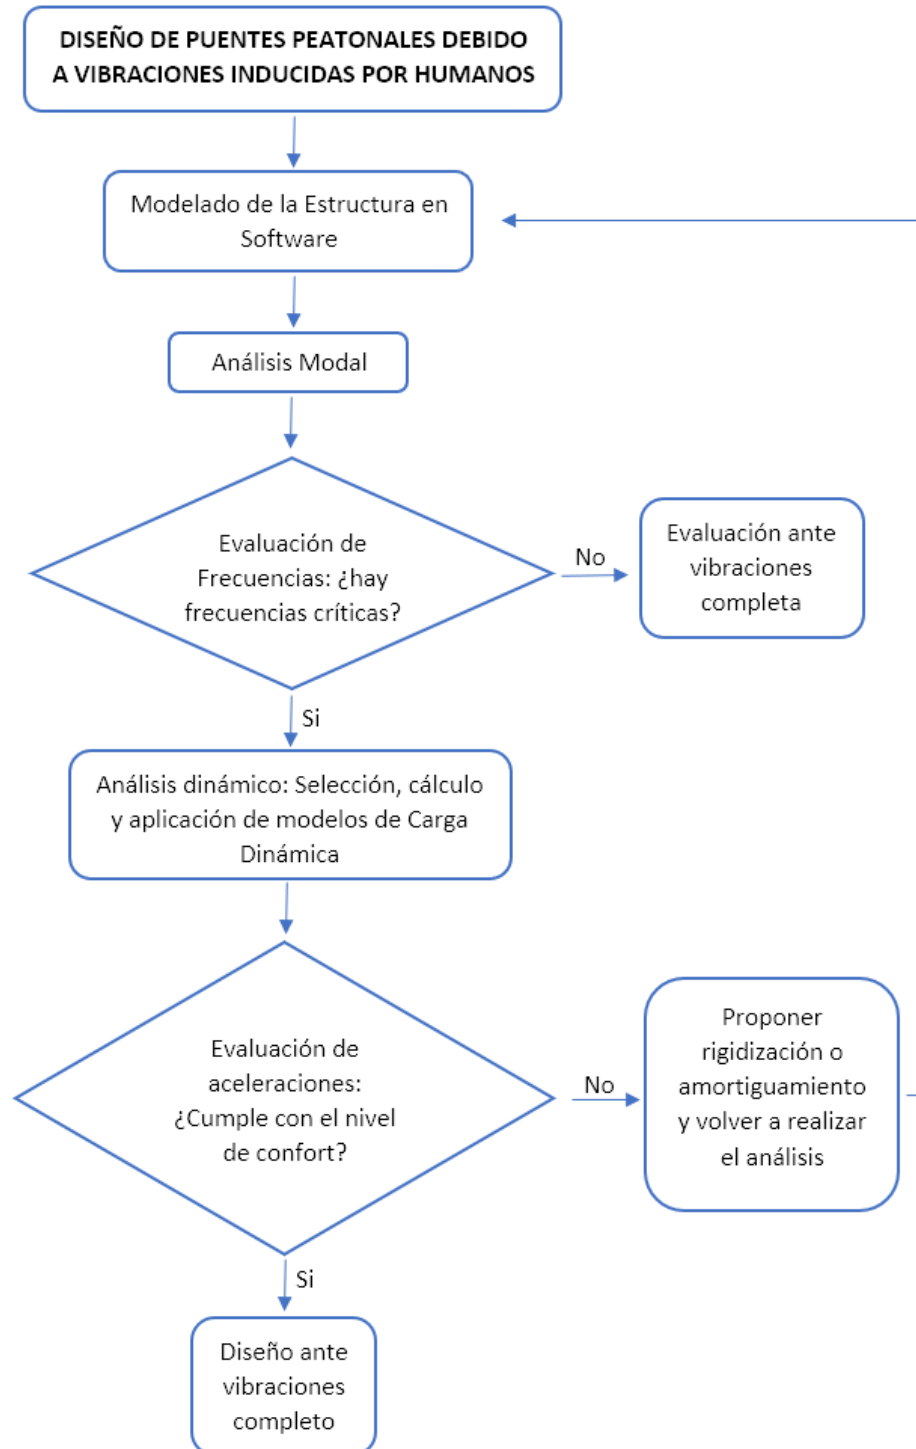 DISEÑO DE PUENTES PEATONALES DEBIDO
A VIBRACIONES INDUCIDAS POR HUMANOS
Modelado de la Estructura en
Software
Análisis Modal
Evaluación de
Frecuencias: ¿hay
frecuencias críticas?
No
Evaluación ante
vibraciones
completa
Si
Análisis dinámico: Selección, cálculo
y aplicación de modelos de Carga
Dinámica
Evaluación de
aceleraciones:
¿Cumple con el nivel
de confort?
No
Proponer
rigidización o
amortiguamiento
y volver a realizar
el análisis
Si
Diseño ante
vibraciones
completo